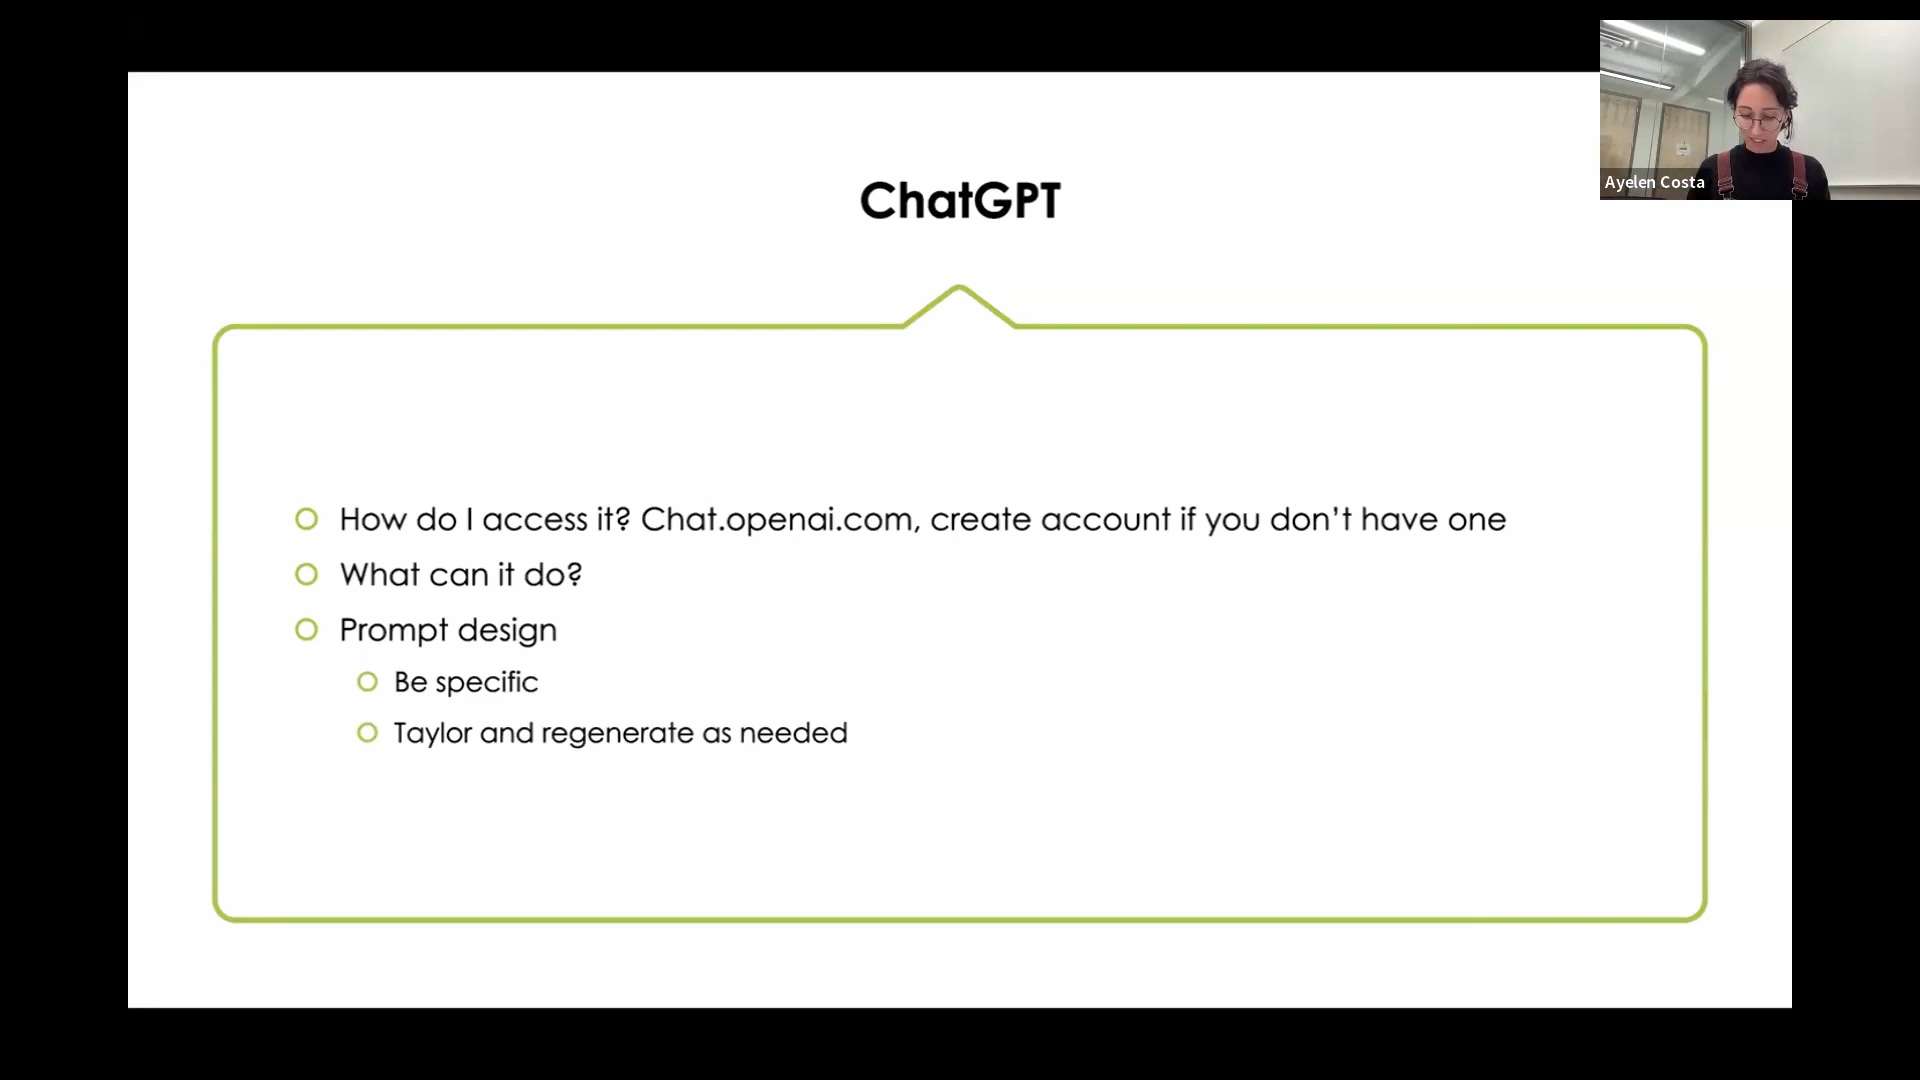 ChatGPT
Ayelen Costa
How do I access it? Chat.openai.com, create account if you don’t have one
What can it do?
Prompt design
Be specific
Taylor and regenerate as needed